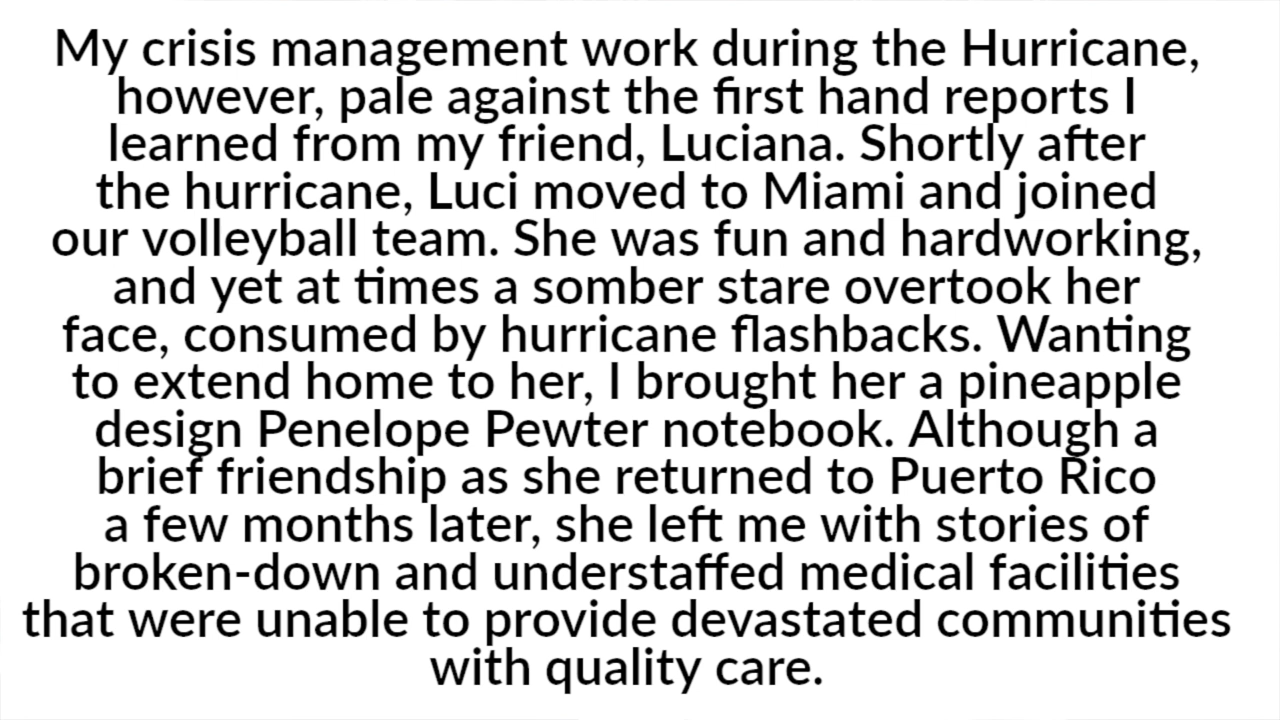 My crisis management work during the Hurricane,
however, pale against the first hand reports I
learned from my friend, Luciana. Shortly after
the hurricane, Luci moved to Miami and joined
our volleyball team. She was fun and hardworking,
and yet at times a somber stare overtook her
face, consumed by hurricane flashbacks. Wanting
to extend home to her, I brought her a pineapple
design Penelope Pewter notebook. Although a
brief friendship as she returned to Puerto Rico
a few months later, she left me with stories of
broken-down and understaffed medical facilities
that were unable to provide devastated communities
with quality care.